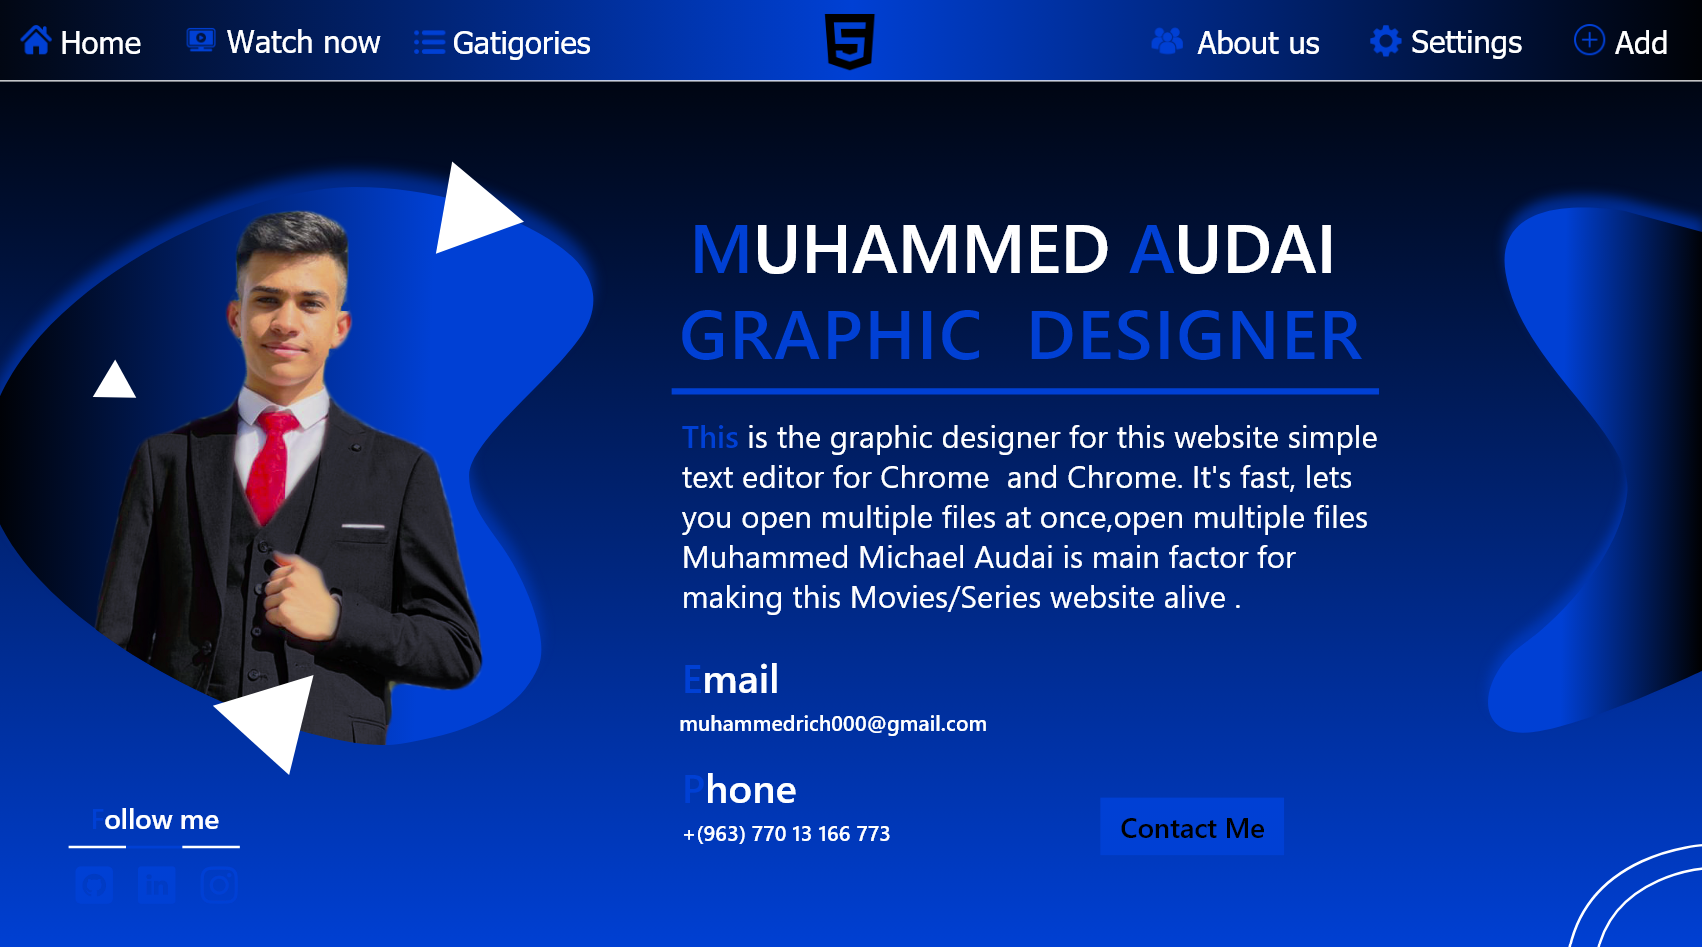 Home
Watch now
Gatigories
5
About us
Settings
Add
MUHAMMED AUDAI
GRAPHIC DESIGNER
This is the graphic designer for this website simple
text editor for Chrome and Chrome. It's fast, lets
you open multiple files at once,open multiple files
Muhammed Michael Audai is main factor for
making this Movies/Series website alive .
Email
muhammedrich000@gmail.com
Phone
+(963) 770 13 166 773
Contact Me
Follow me
in